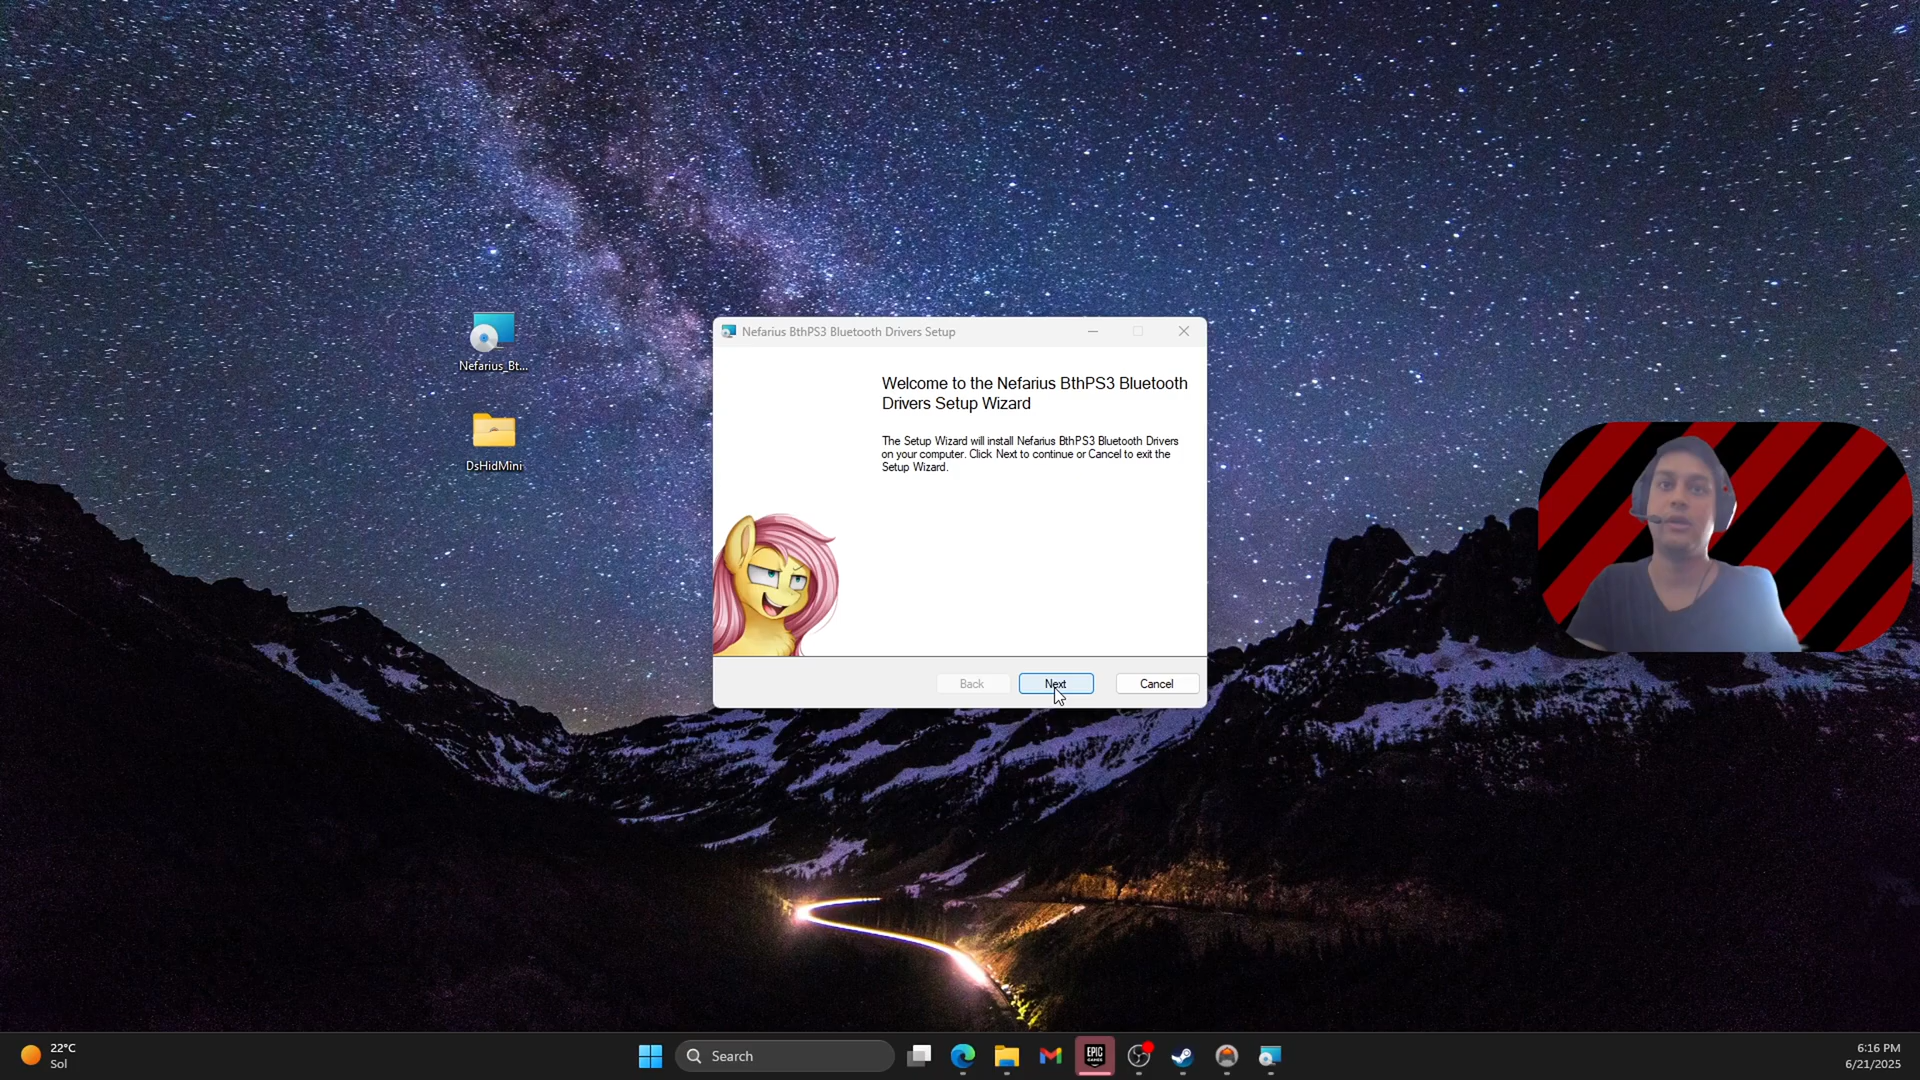 Nefarius_Bt...
DsHidMini
Nefarius BthPS3 Bluetooth Drivers Setup
Welcome to the Nefarius BthPS3 Bluetooth
Drivers Setup Wizard
The Setup Wizard will install Nefarius BthPS3 Bluetooth Drivers
on your computer. Click Next to continue or Cancel to exit the
Setup Wizard.
Back
Next
Cancel
22°C
Sol
Search
EPIC
GAMES
6:16 PM
6/21/2025